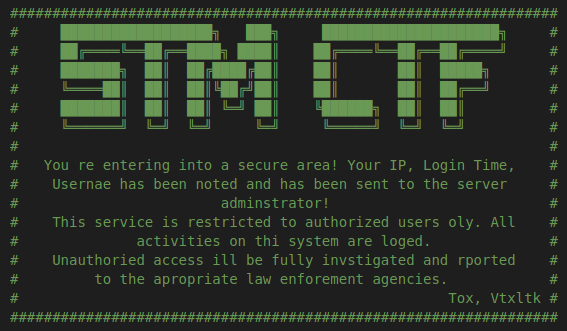 STM CTF
You re entering into a secure area! Your IP, Login Time,
Usernae has been noted and has been sent to the server
adminstrator!
This service is restricted to authorized users oly. All
activities on thi system are loged.
Unauthoried access ill be fully invstigated and rported
to the apropriate law enforement agencies.
Tox, Vtxltk